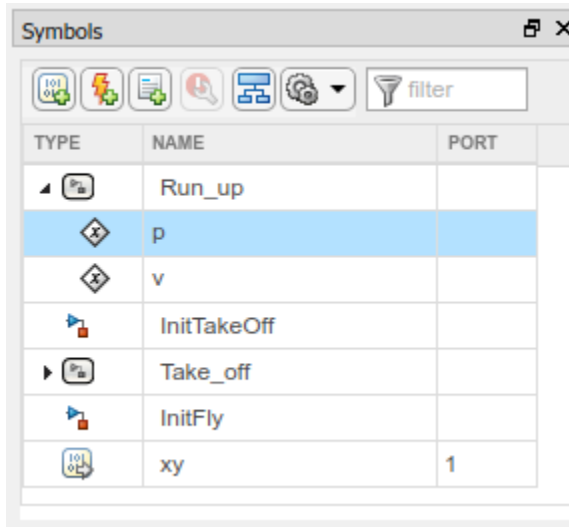 Symbols
filter
TYPE NAME PORT
Run_up
p
v
InitTakeOff
Take_off
InitFly
xy 1